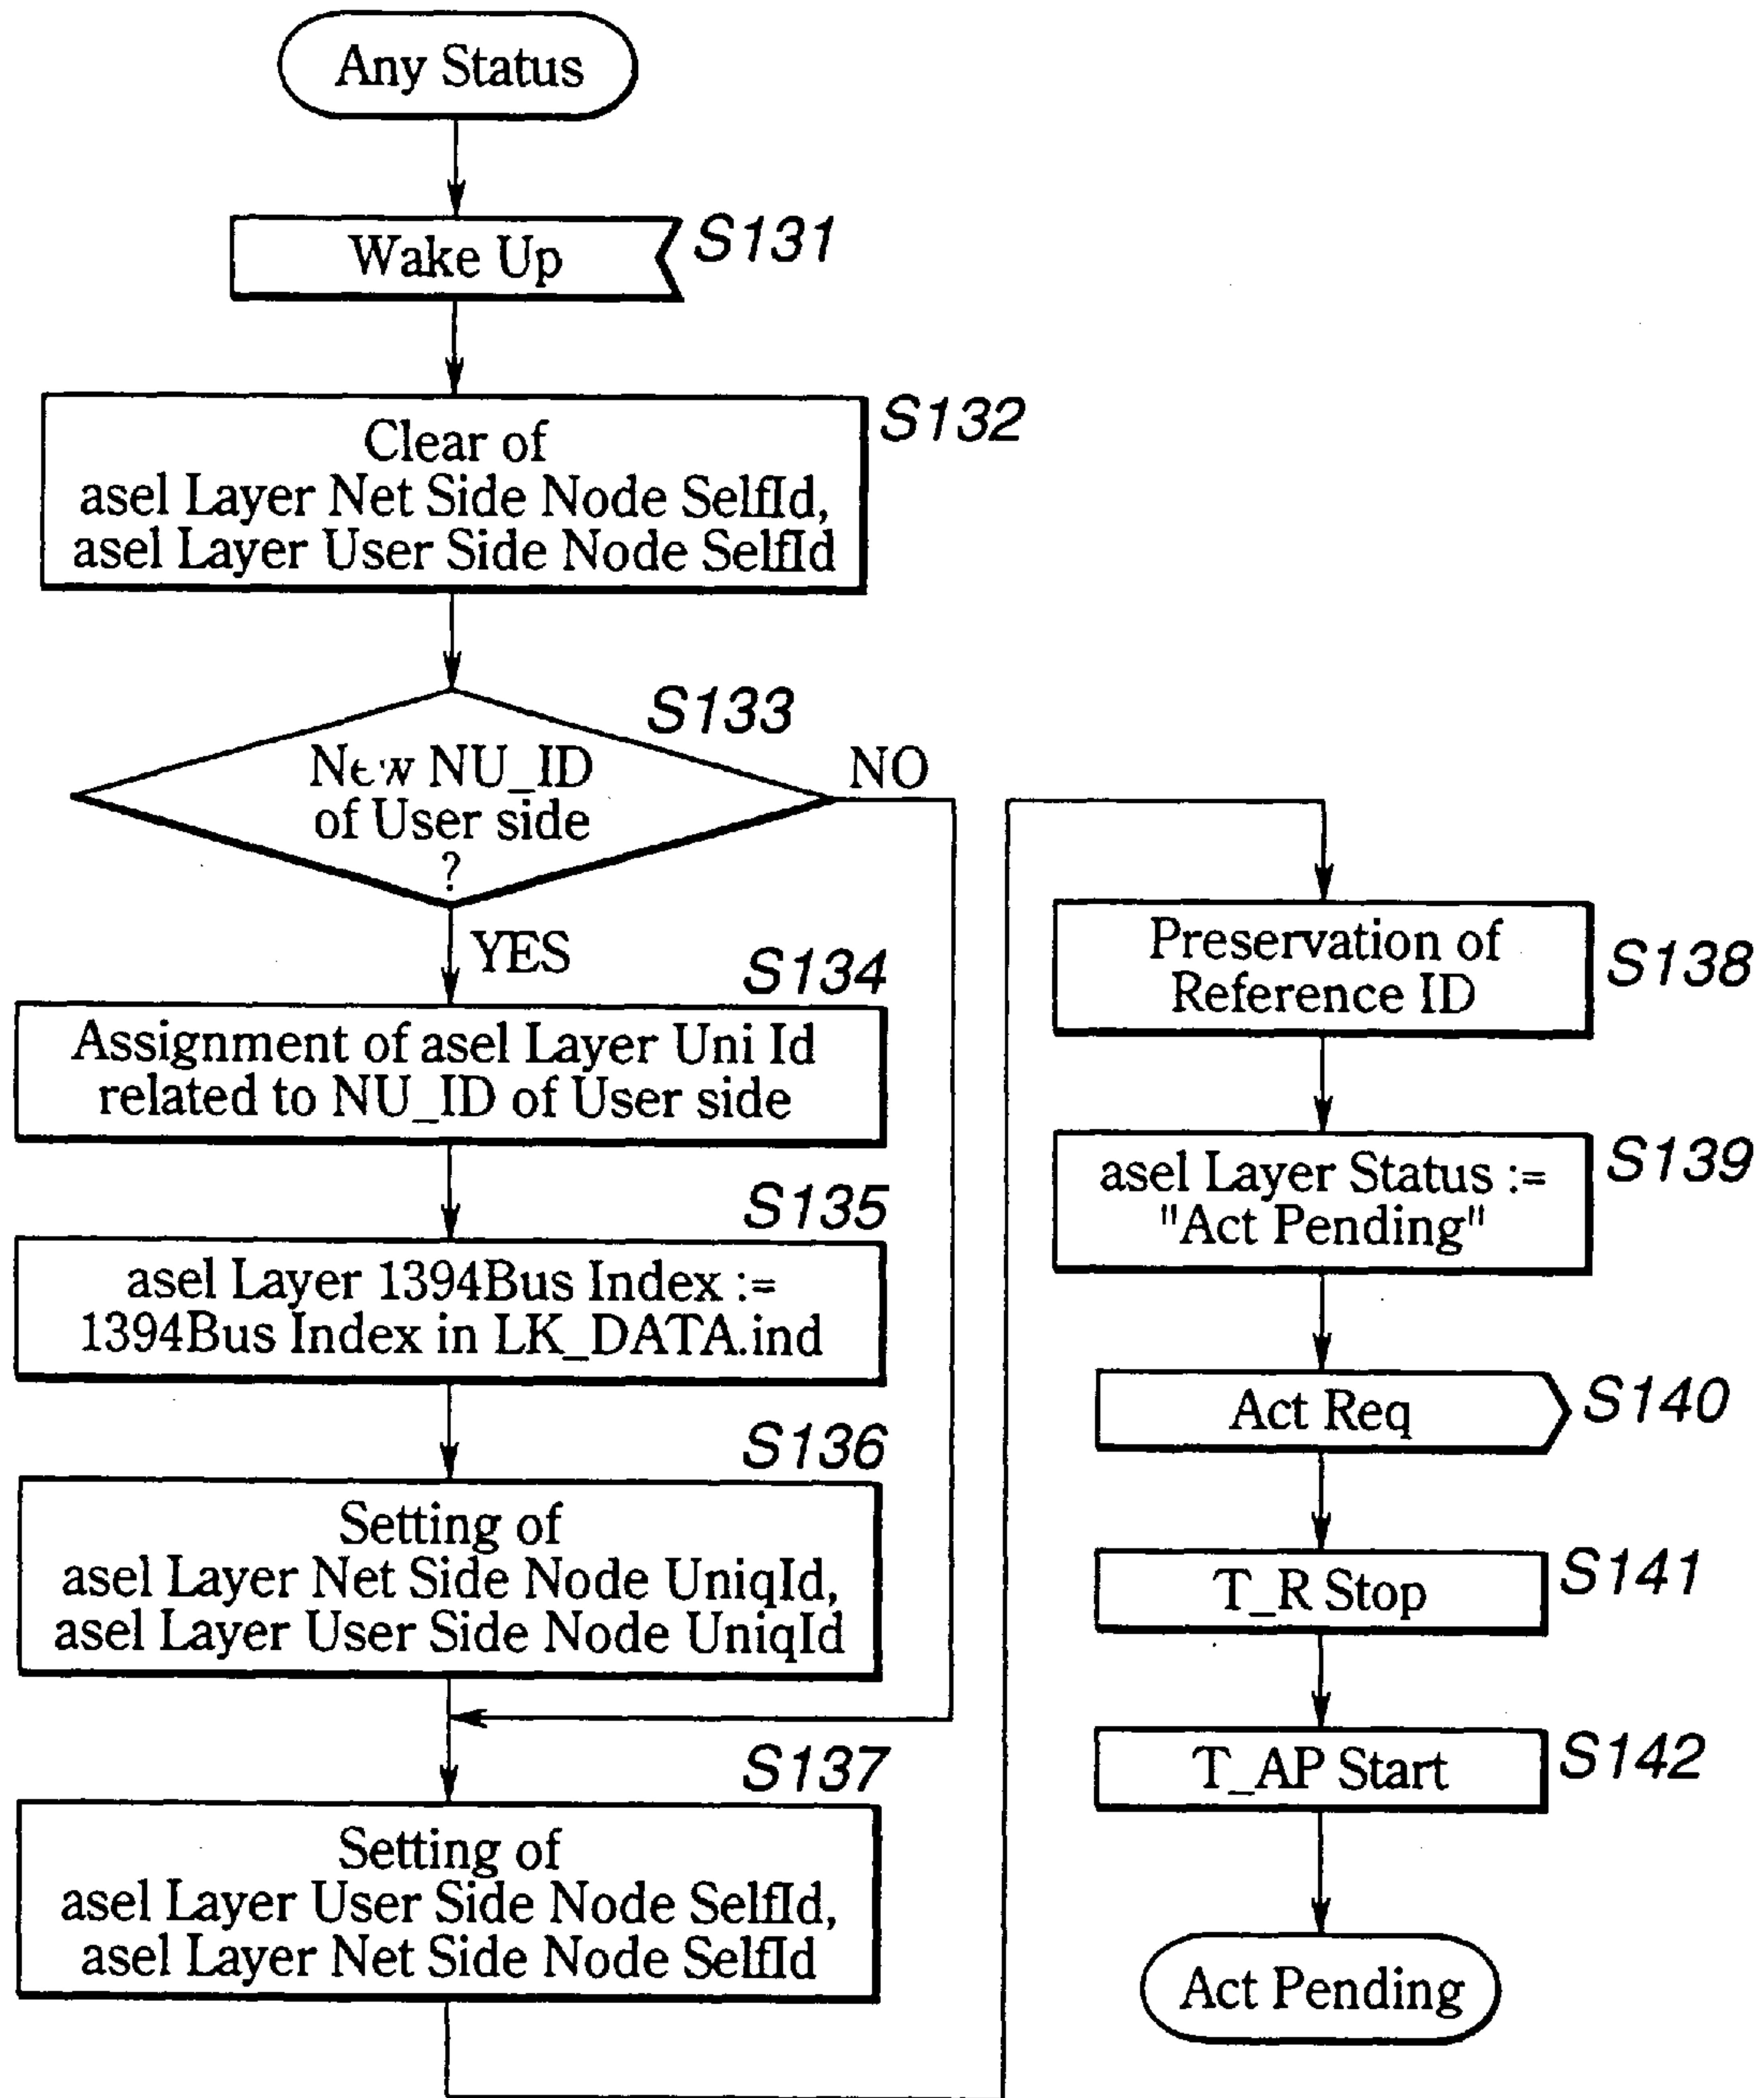 Any Status
Wake Up
S131
S132
Clear of
asel Layer Net Side Node SelfId,
asel Layer User Side Node SelfId
S133
New NU_ID
of User side
?
NO
YES
S134
Assignment of asel Layer Uni Id
related to NU_ID of User side
S135
asel Layer 1394Bus Index :=
1394Bus Index in LK_DATA.ind
S136
Setting of
asel Layer Net Side Node UniqId,
asel Layer User Side Node UniqId
S137
Setting of
asel Layer User Side Node SelfId,
asel Layer Net Side Node SelfId
Preservation of
Reference ID
S138
asel Layer Status :=
"Act Pending"
S139
Act Req
S140
T_R Stop
S141
T_AP Start
S142
Act Pending